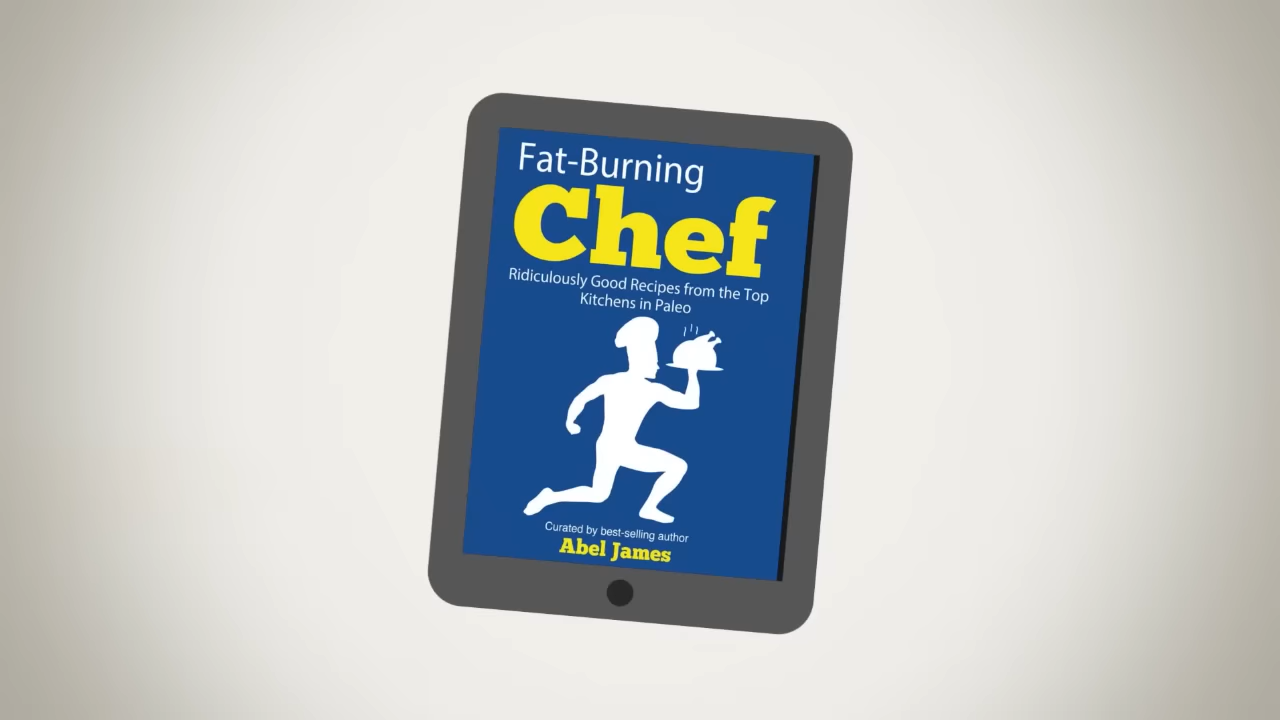 Fat-Burning
Chef
Ridiculously Good Recipes from the Top
Kitchens in Paleo
Curated by best-selling author
Abel James